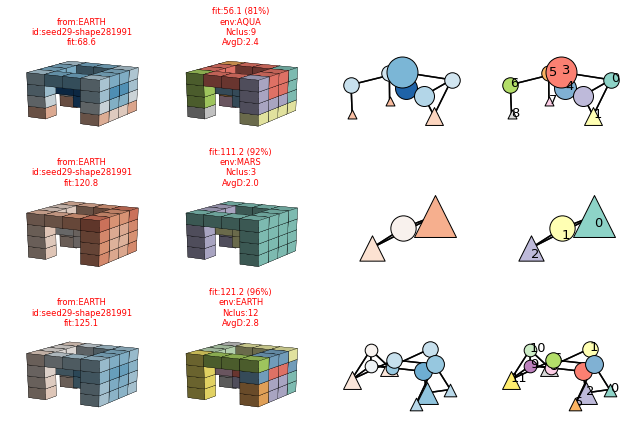 from:EARTH
id:seed29-shape281991
fit:68.6
fit:56.1 (81%)
env:AQUA
Nclus:9
AvgD:2.4
5 3 0
6 4
7
8 1
from:EARTH
id:seed29-shape281991
fit:120.8
fit:111.2 (92%)
env:MARS
Nclus:3
AvgD:2.0
0
1
2
from:EARTH
id:seed29-shape281991
fit:125.1
fit:121.2 (96%)
env:EARTH
Nclus:12
AvgD:2.8
10 1
9
11 2 0